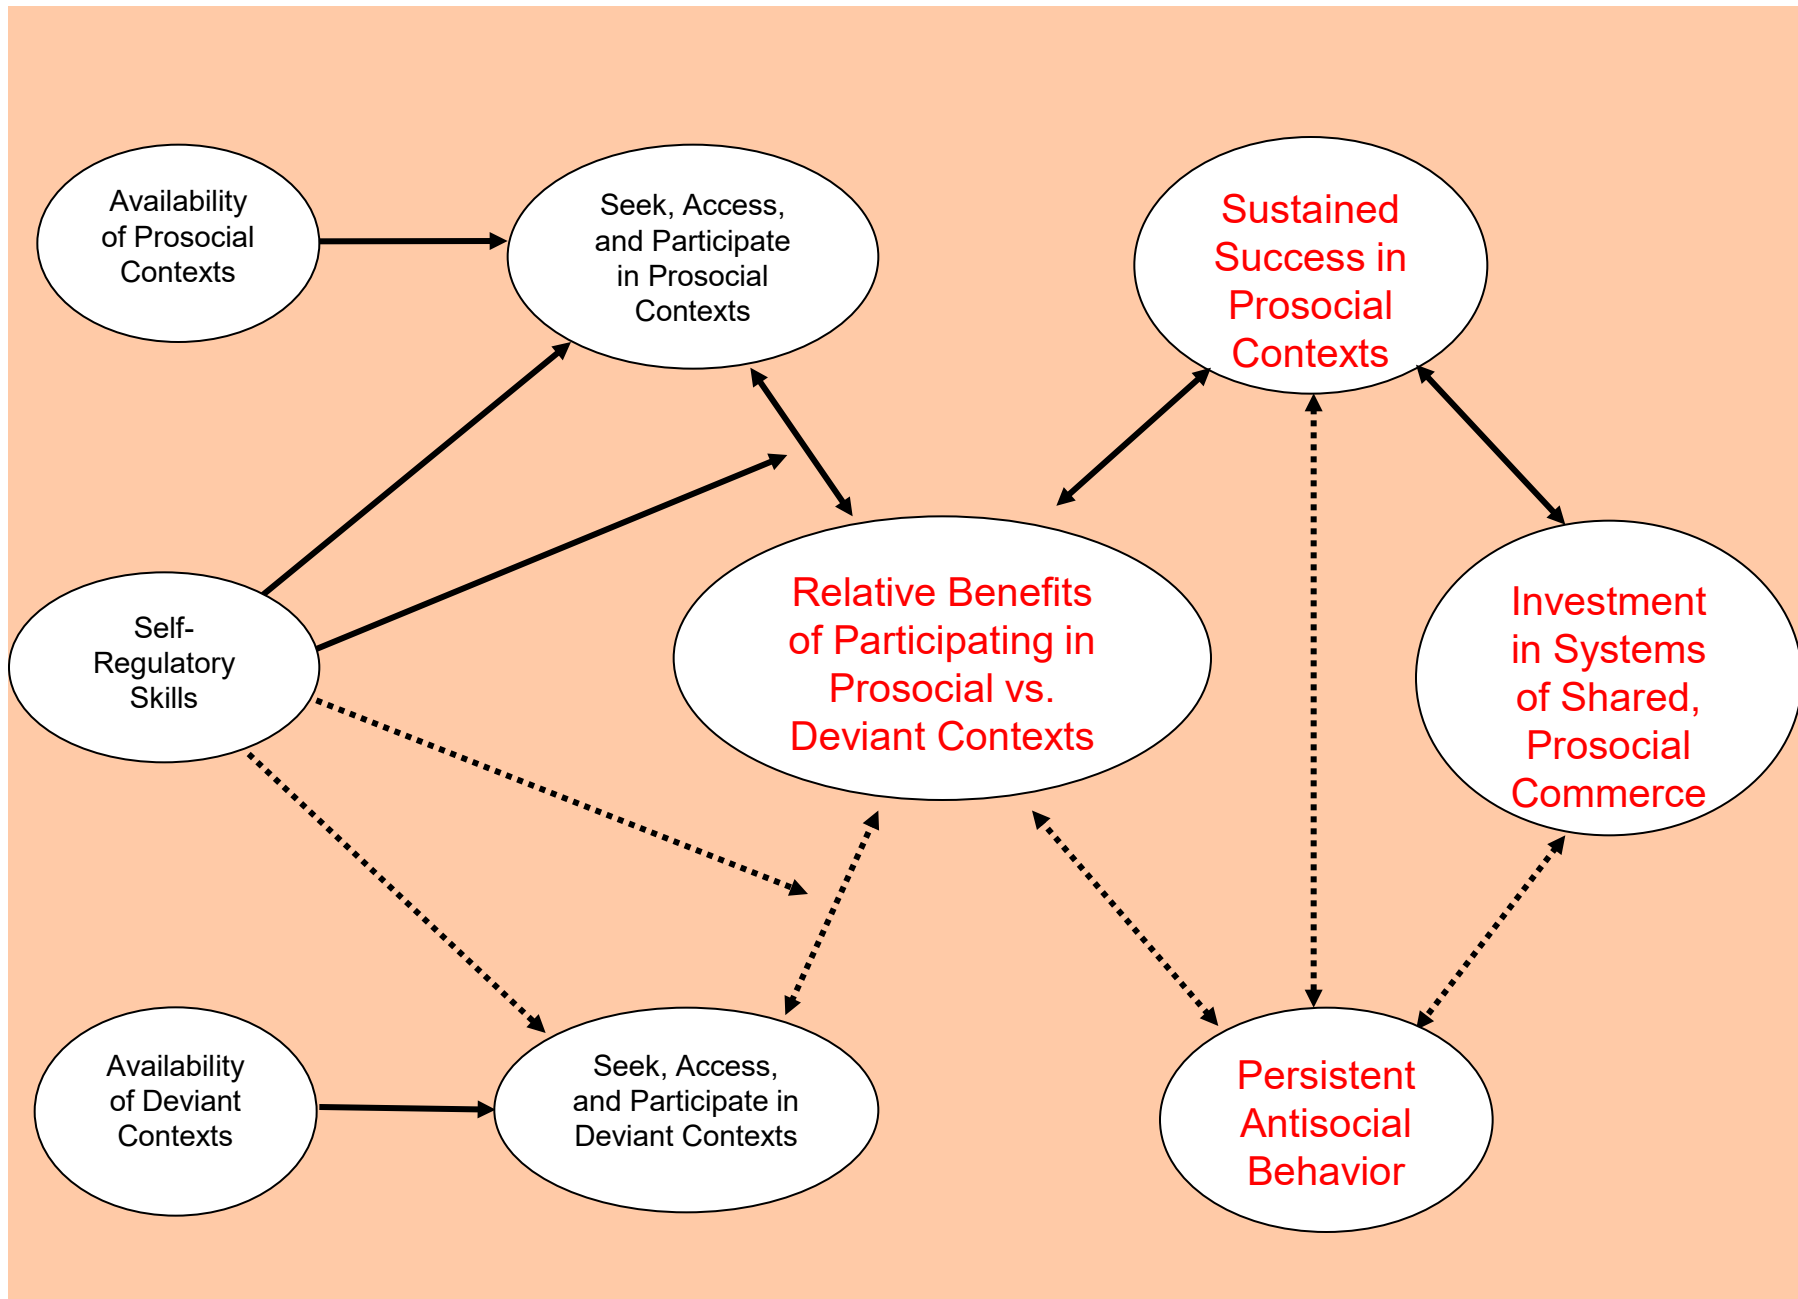 Availability
of Prosocial
Contexts
Seek, Access,
and Participate
in Prosocial
Contexts
Sustained
Success in
Prosocial
Contexts
Self-
Regulatory
Skills
Relative Benefits
of Participating in
Prosocial vs.
Deviant Contexts
Investment
in Systems
of Shared,
Prosocial
Commerce
Availability
of Deviant
Contexts
Seek, Access,
and Participate in
Deviant Contexts
Persistent
Antisocial
Behavior